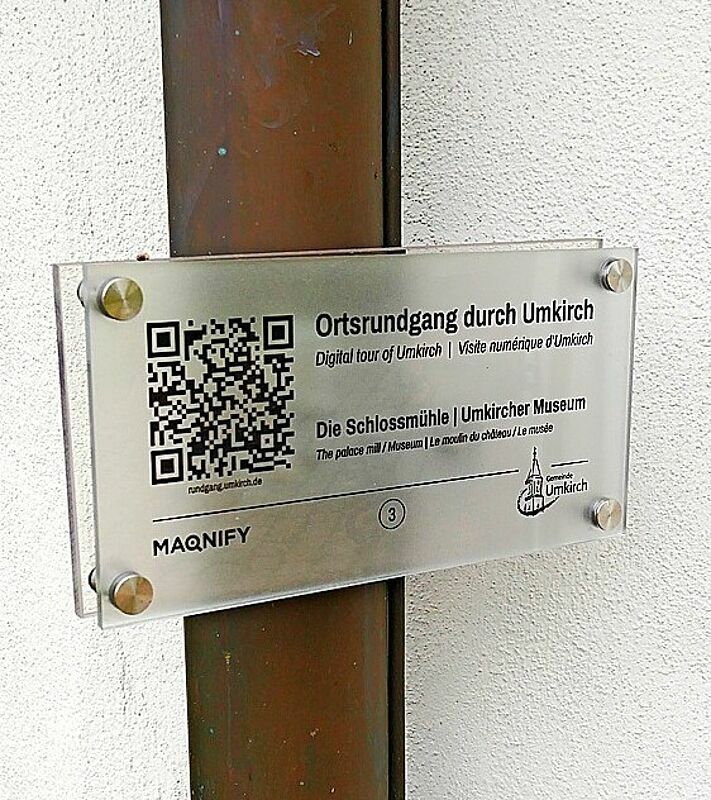 Ortsrundgang durch Umkirch
Digital tour of Umkirch | Visite numérique d'Umkirch
Die Schlossmühle | Umkircher Museum
The palace mill / Museum | Le moulin du château / Le musée
rundgang.umkirch.de
Gemeinde
Umkirch
3
MAQNIFY